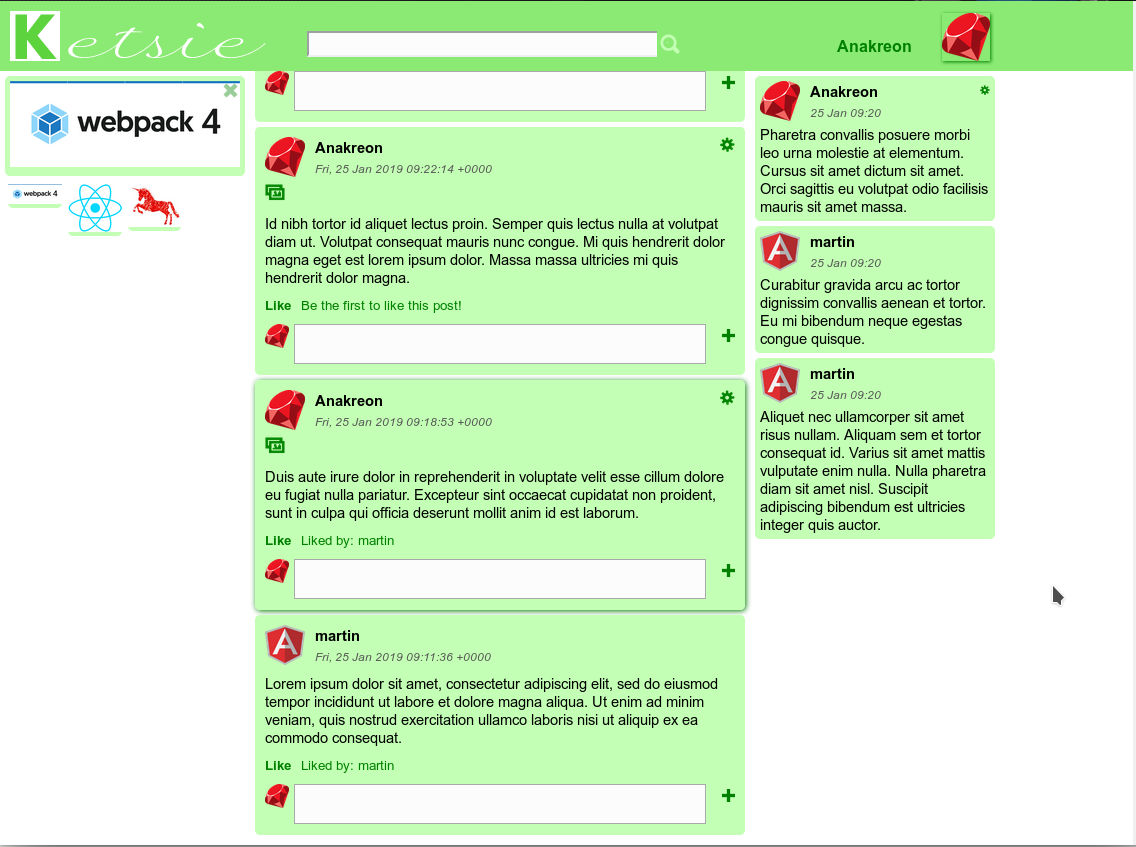 Ketsie
Anakreon
webpack 4
webpack 4
Anakreon
Fri, 25 Jan 2019 09:22:14 +0000
Id nibh tortor id aliquet lectus proin. Semper quis lectus nulla at volutpat
diam ut. Volutpat consequat mauris nunc congue. Mi quis hendrerit dolor
magna eget est lorem ipsum dolor. Massa massa ultricies mi quis
hendrerit dolor magna.
Like Be the first to like this post!
Anakreon
Fri, 25 Jan 2019 09:18:53 +0000
Duis aute irure dolor in reprehenderit in voluptate velit esse cillum dolore
eu fugiat nulla pariatur. Excepteur sint occaecat cupidatat non proident,
sunt in culpa qui officia deserunt mollit anim id est laborum.
Like Liked by: martin
martin
Fri, 25 Jan 2019 09:11:36 +0000
Lorem ipsum dolor sit amet, consectetur adipiscing elit, sed do eiusmod
tempor incididunt ut labore et dolore magna aliqua. Ut enim ad minim
veniam, quis nostrud exercitation ullamco laboris nisi ut aliquip ex ea
commodo consequat.
Like Liked by: martin
Anakreon
25 Jan 09:20
Pharetra convallis posuere morbi
leo urna molestie at elementum.
Cursus sit amet dictum sit amet.
Orci sagittis eu volutpat odio facilisis
mauris sit amet massa.
martin
25 Jan 09:20
Curabitur gravida arcu ac tortor
dignissim convallis aenean et tortor.
Eu mi bibendum neque egestas
congue quisque.
martin
25 Jan 09:20
Aliquet nec ullamcorper sit amet
risus nullam. Aliquam sem et tortor
consequat id. Varius sit amet mattis
vulputate enim nulla. Nulla pharetra
diam sit amet nisl. Suscipit
adipiscing bibendum est ultricies
integer quis auctor.